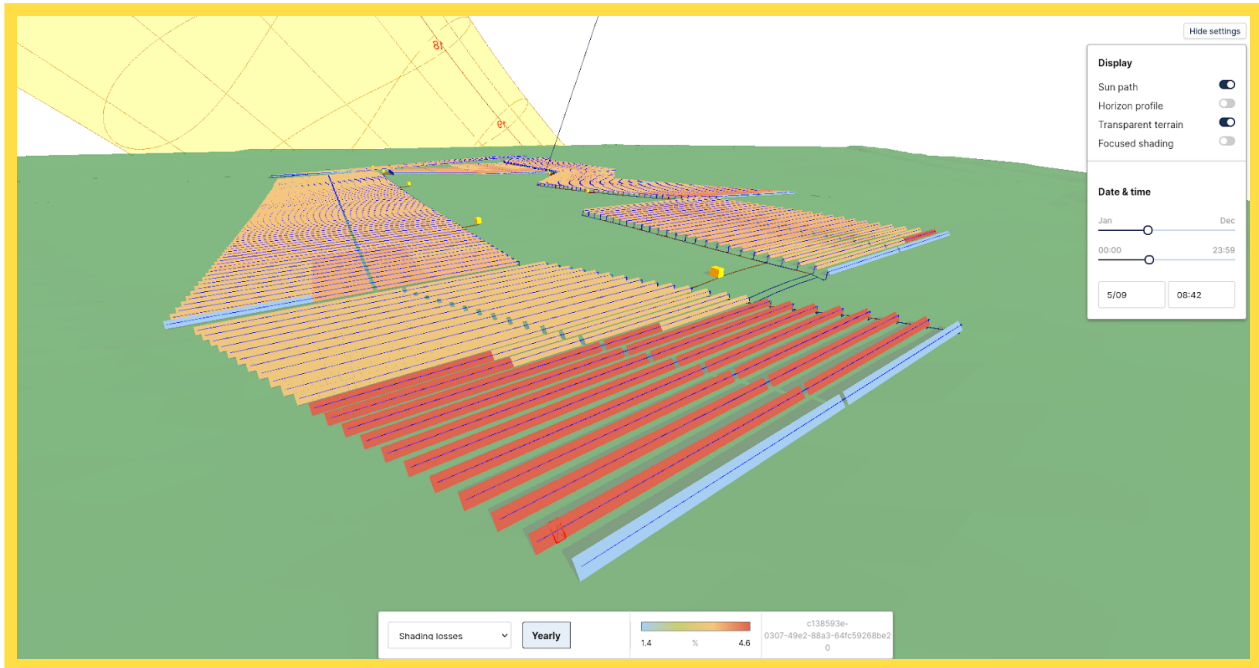 Hide settings
Display
Sun path
Horizon profile
Transparent terrain
Focused shading
Date & time
Jan Dec
00:00 23:59
5/09 08:42
18
19
Shading losses
Yearly
1.4 % 4.6
c138593e-
0307-49e2-88a3-64fc59268be2
0